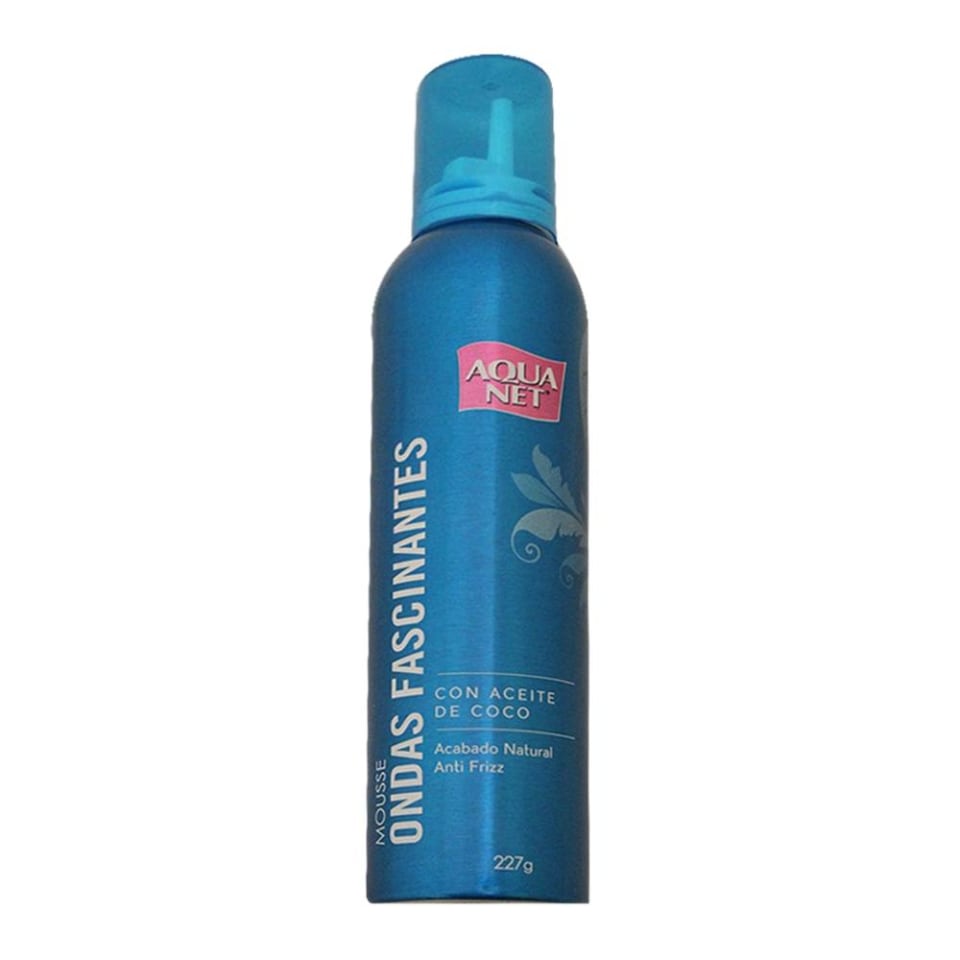 AQUA
NET
MOUSSE
ONDAS FASCINANTES
CON ACEITE
DE COCO
Acabado Natural
Anti Frizz
227g